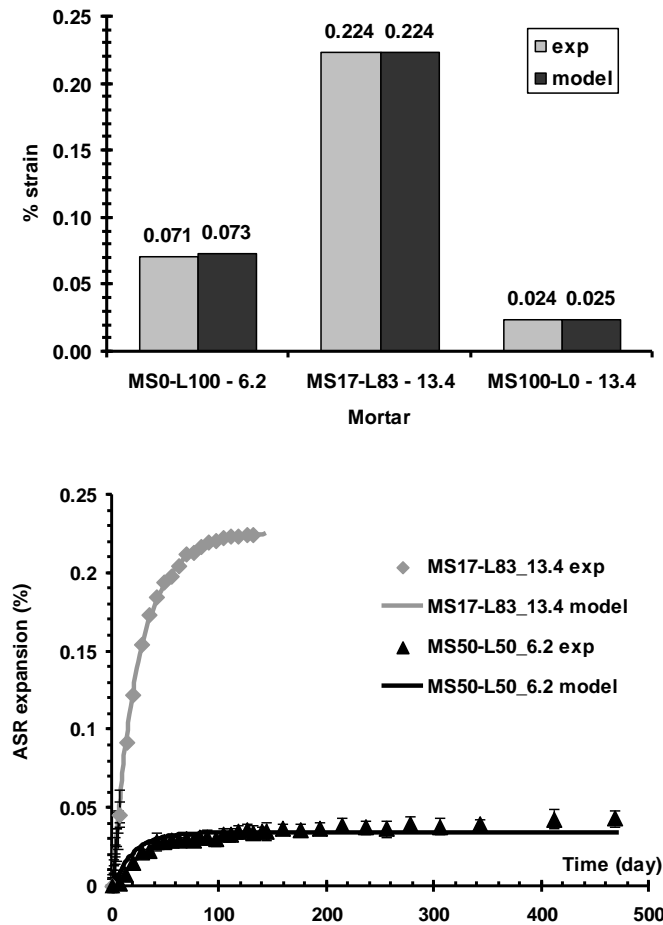 0.224 0.224
0.25
exp
model
0.20
% strain
0.15
0.10
0.071 0.073
0.05
0.024 0.025
0.00
MS0-L100 - 6.2 MS17-L83 - 13.4 MS100-L0 - 13.4
Mortar
0.25
0.2
MS17-L83_13.4 exp
MS17-L83_13.4 model
MS50-L50_6.2 exp
MS50-L50_6.2 model
ASR expansion (%)
0.15
0.1
0.05
Time (day)
0
0 100 200 300 400 500